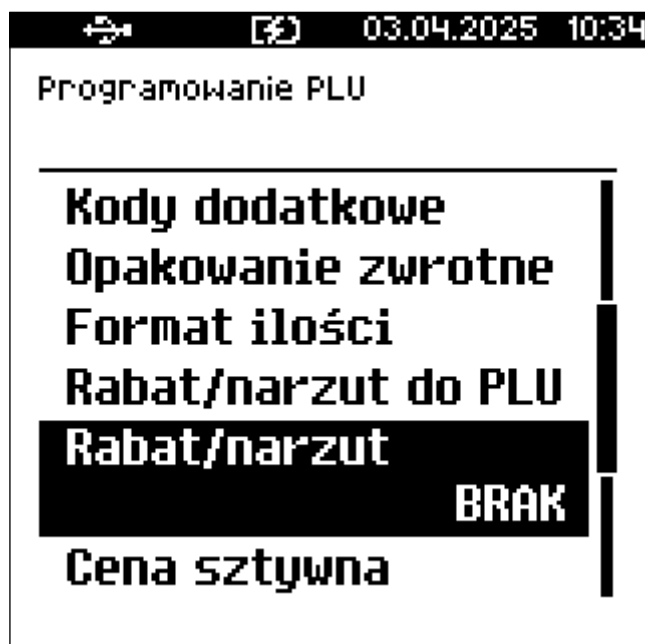 03.04.2025 10:34
Programowanie PLU
Kody dodatkowe
Opakowanie zwrotne
Format ilości
Rabat/narzut do PLU
Rabat/narzut
BRAK
Cena sztywna